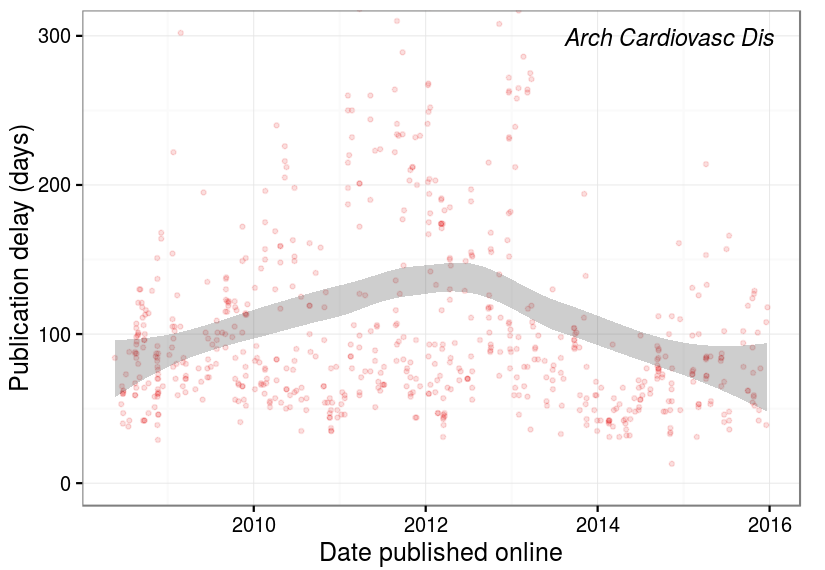 Arch Cardiovasc Dis
Publication delay (days)
300
200
100
0
2010
2012
2014
2016
Date published online